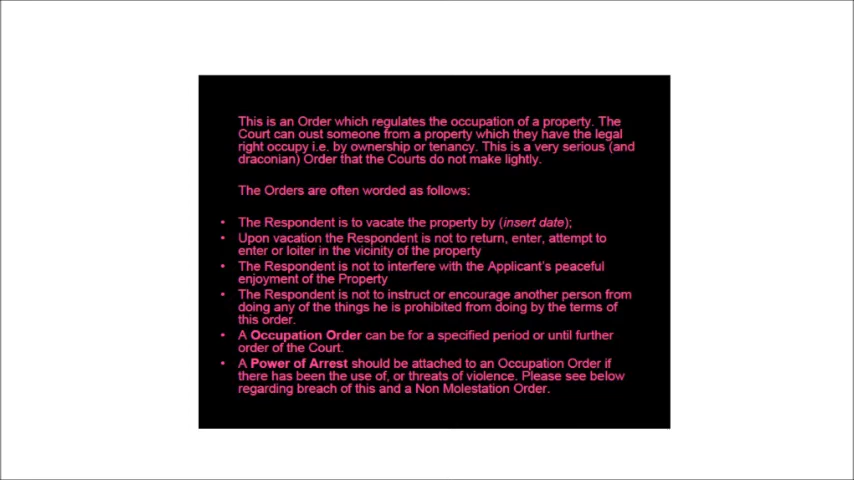 This is an Order which regulates the occupation of a property. The
Court can oust someone from a property which they have the legal
right occupy i.e. by ownership or tenancy. This is a very serious (and
draconian) Order that the Courts do not make lightly.
The Orders are often worded as follows:
• The Respondent is to vacate the property by (insert date);
• Upon vacation the Respondent is not to return, enter, attempt to
enter or loiter in the vicinity of the property
• The Respondent is not to interfere with the Applicant's peaceful
enjoyment of the Property
• The Respondent is not to instruct or encourage another person from
doing any of the things he is prohibited from doing by the terms of
this order.
• A Occupation Order can be for a specified period or until further
order of the Court.
• A Power of Arrest should be attached to an Occupation Order if
there has been the use of, or threats of violence. Please see below
regarding breach of this and a Non Molestation Order.